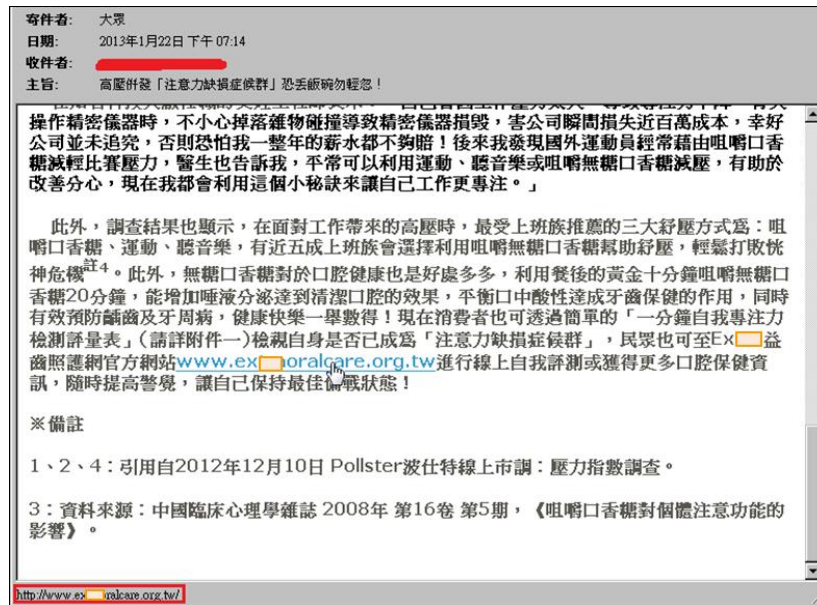 寄件者: 大眾
日期: 2013年1月22日 下午 07:14
收件者:
主旨: 高壓併發「注意力缺損症候群」恐丟飯碗勿輕忽！
操作精密儀器時，不小心掉落雜物碰撞導致精密儀器損毀，害公司瞬間損失近百萬成本，幸好
公司並未追究，否則恐怕我一整年的薪水都不夠賠！後來我發現國外運動員經常藉由咀嚼口香
糖減輕比賽壓力，醫生也告訴我，平常可以利用運動、聽音樂或咀嚼無糖口香糖減壓，有助於
改善分心，現在我都會利用這個小秘訣來讓自己工作更專注。」
此外，調查結果也顯示，在面對工作帶來的高壓時，最受上班族推薦的三大紓壓方式為：咀
嚼口香糖、運動、聽音樂，有近五成上班族會選擇利用咀嚼無糖口香糖幫助紓壓，輕鬆打敗恍
神危機註4。此外，無糖口香糖對於口腔健康也是好處多多，利用餐後的黃金十分鐘咀嚼無糖口
香糖20分鐘，能增加唾液分泌達到清潔口腔的效果，平衡口中酸性達成牙齒保健的作用，同時
有效預防齲齒及牙周病，健康快樂一舉數得！現在消費者也可透過簡單的「一分鐘自我專注力
檢測評量表」(請詳附件一)檢視自身是否已成為「注意力缺損症候群」，民眾也可至Ex 益
齒照護網官方網站www.ex oralcare.org.tw進行線上自我評測或獲得更多口腔保健資
訊，隨時提高警覺，讓自己保持最佳備戰狀態！
※備註
1、2、4：引用自2012年12月10日 Pollster波仕特線上市調：壓力指數調查。
3：資料來源：中國臨床心理學雜誌 2008年 第16卷 第5期，《咀嚼口香糖對個體注意功能的
影響》。
http://www.ex ralcare.org.tw/